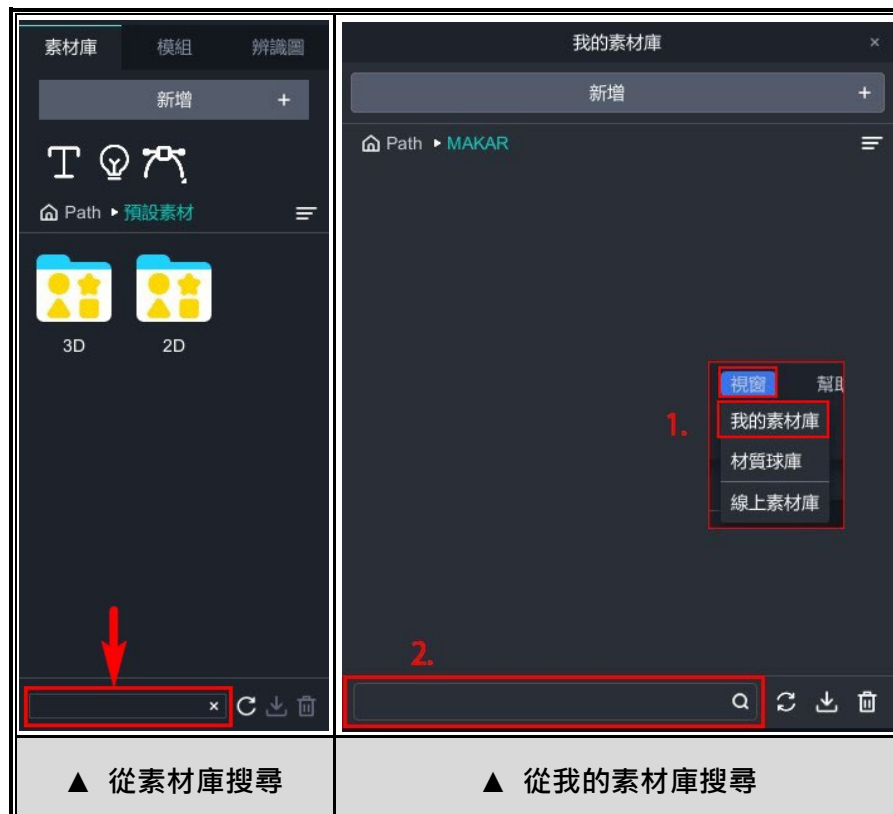 素材庫 模組 辨識圖
新增 +
Path ▸ 預設素材
3D 2D
▲ 從素材庫搜尋
我的素材庫 ×
新增 +
Path ▸ MAKAR
視窗
1. 我的素材庫
材質球庫
線上素材庫
2.
▲ 從我的素材庫搜尋